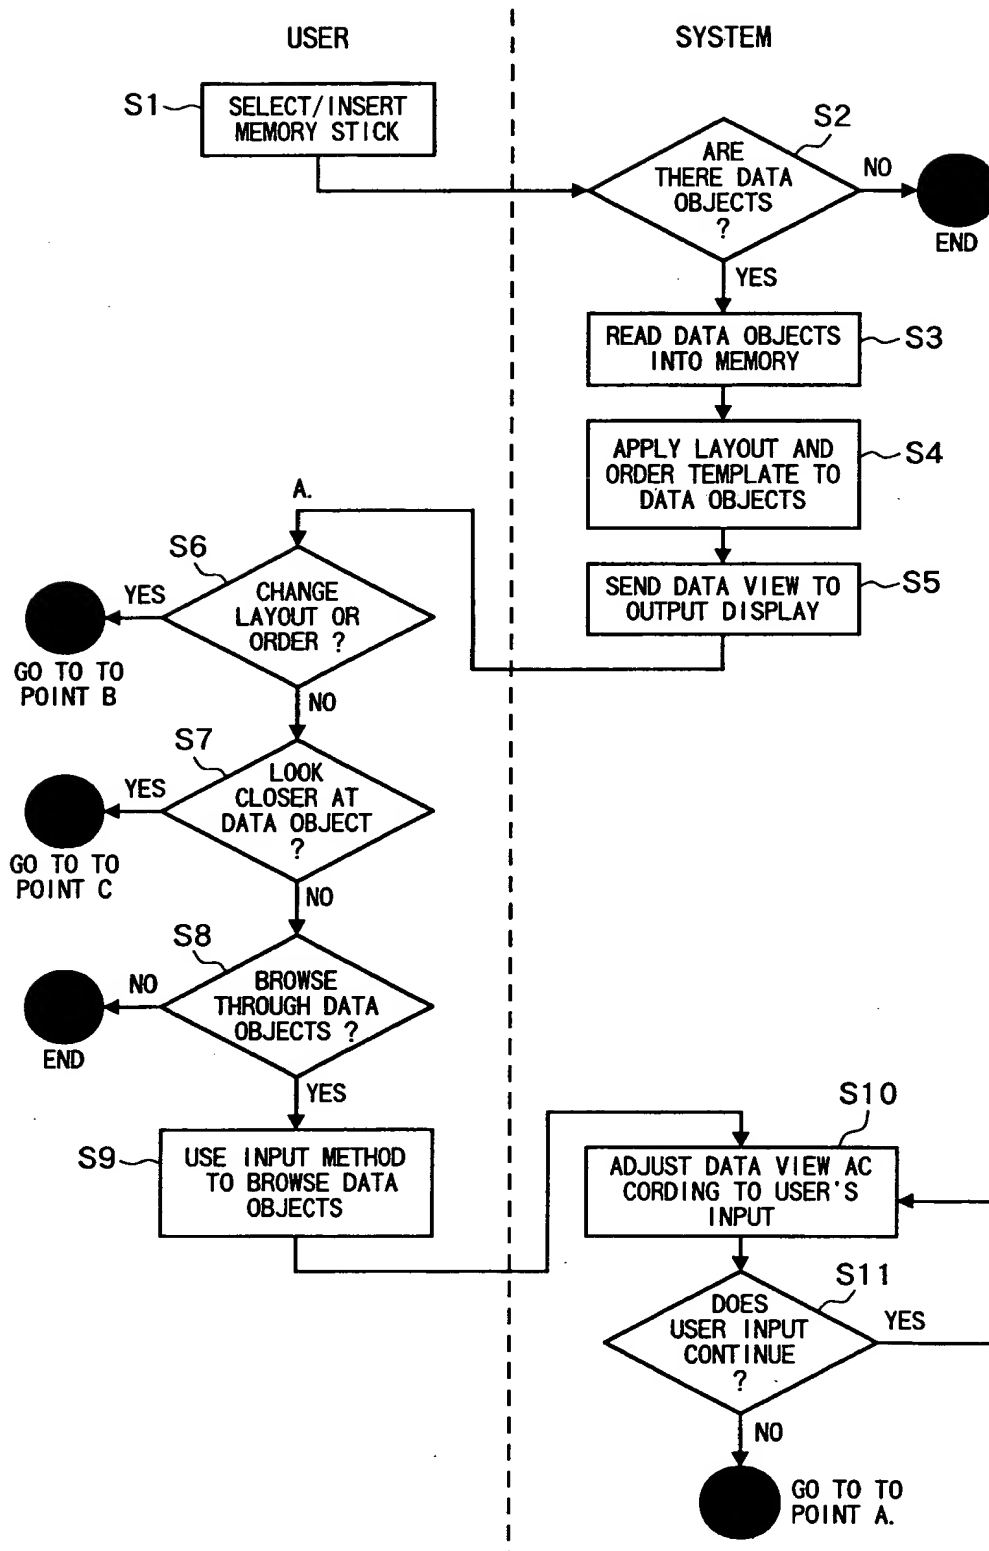 USER
SYSTEM
S1
SELECT/INSERT
MEMORY STICK
S2
ARE
THERE DATA
OBJECTS
?
NO
END
YES
READ DATA OBJECTS
INTO MEMORY
S3
APPLY LAYOUT AND
ORDER TEMPLATE TO
DATA OBJECTS
S4
SEND DATA VIEW TO
OUTPUT DISPLAY
S5
A.
S6
CHANGE
LAYOUT OR
ORDER ?
YES
GO TO TO
POINT B
NO
S7
LOOK
CLOSER AT
DATA OBJECT
?
YES
GO TO TO
POINT C
NO
S8
BROWSE
THROUGH DATA
OBJECTS ?
NO
END
YES
S9
USE INPUT METHOD
TO BROWSE DATA
OBJECTS
S10
ADJUST DATA VIEW AC
CORDING TO USER'S
INPUT
S11
DOES
USER INPUT
CONTINUE
?
YES
NO
GO TO TO
POINT A.